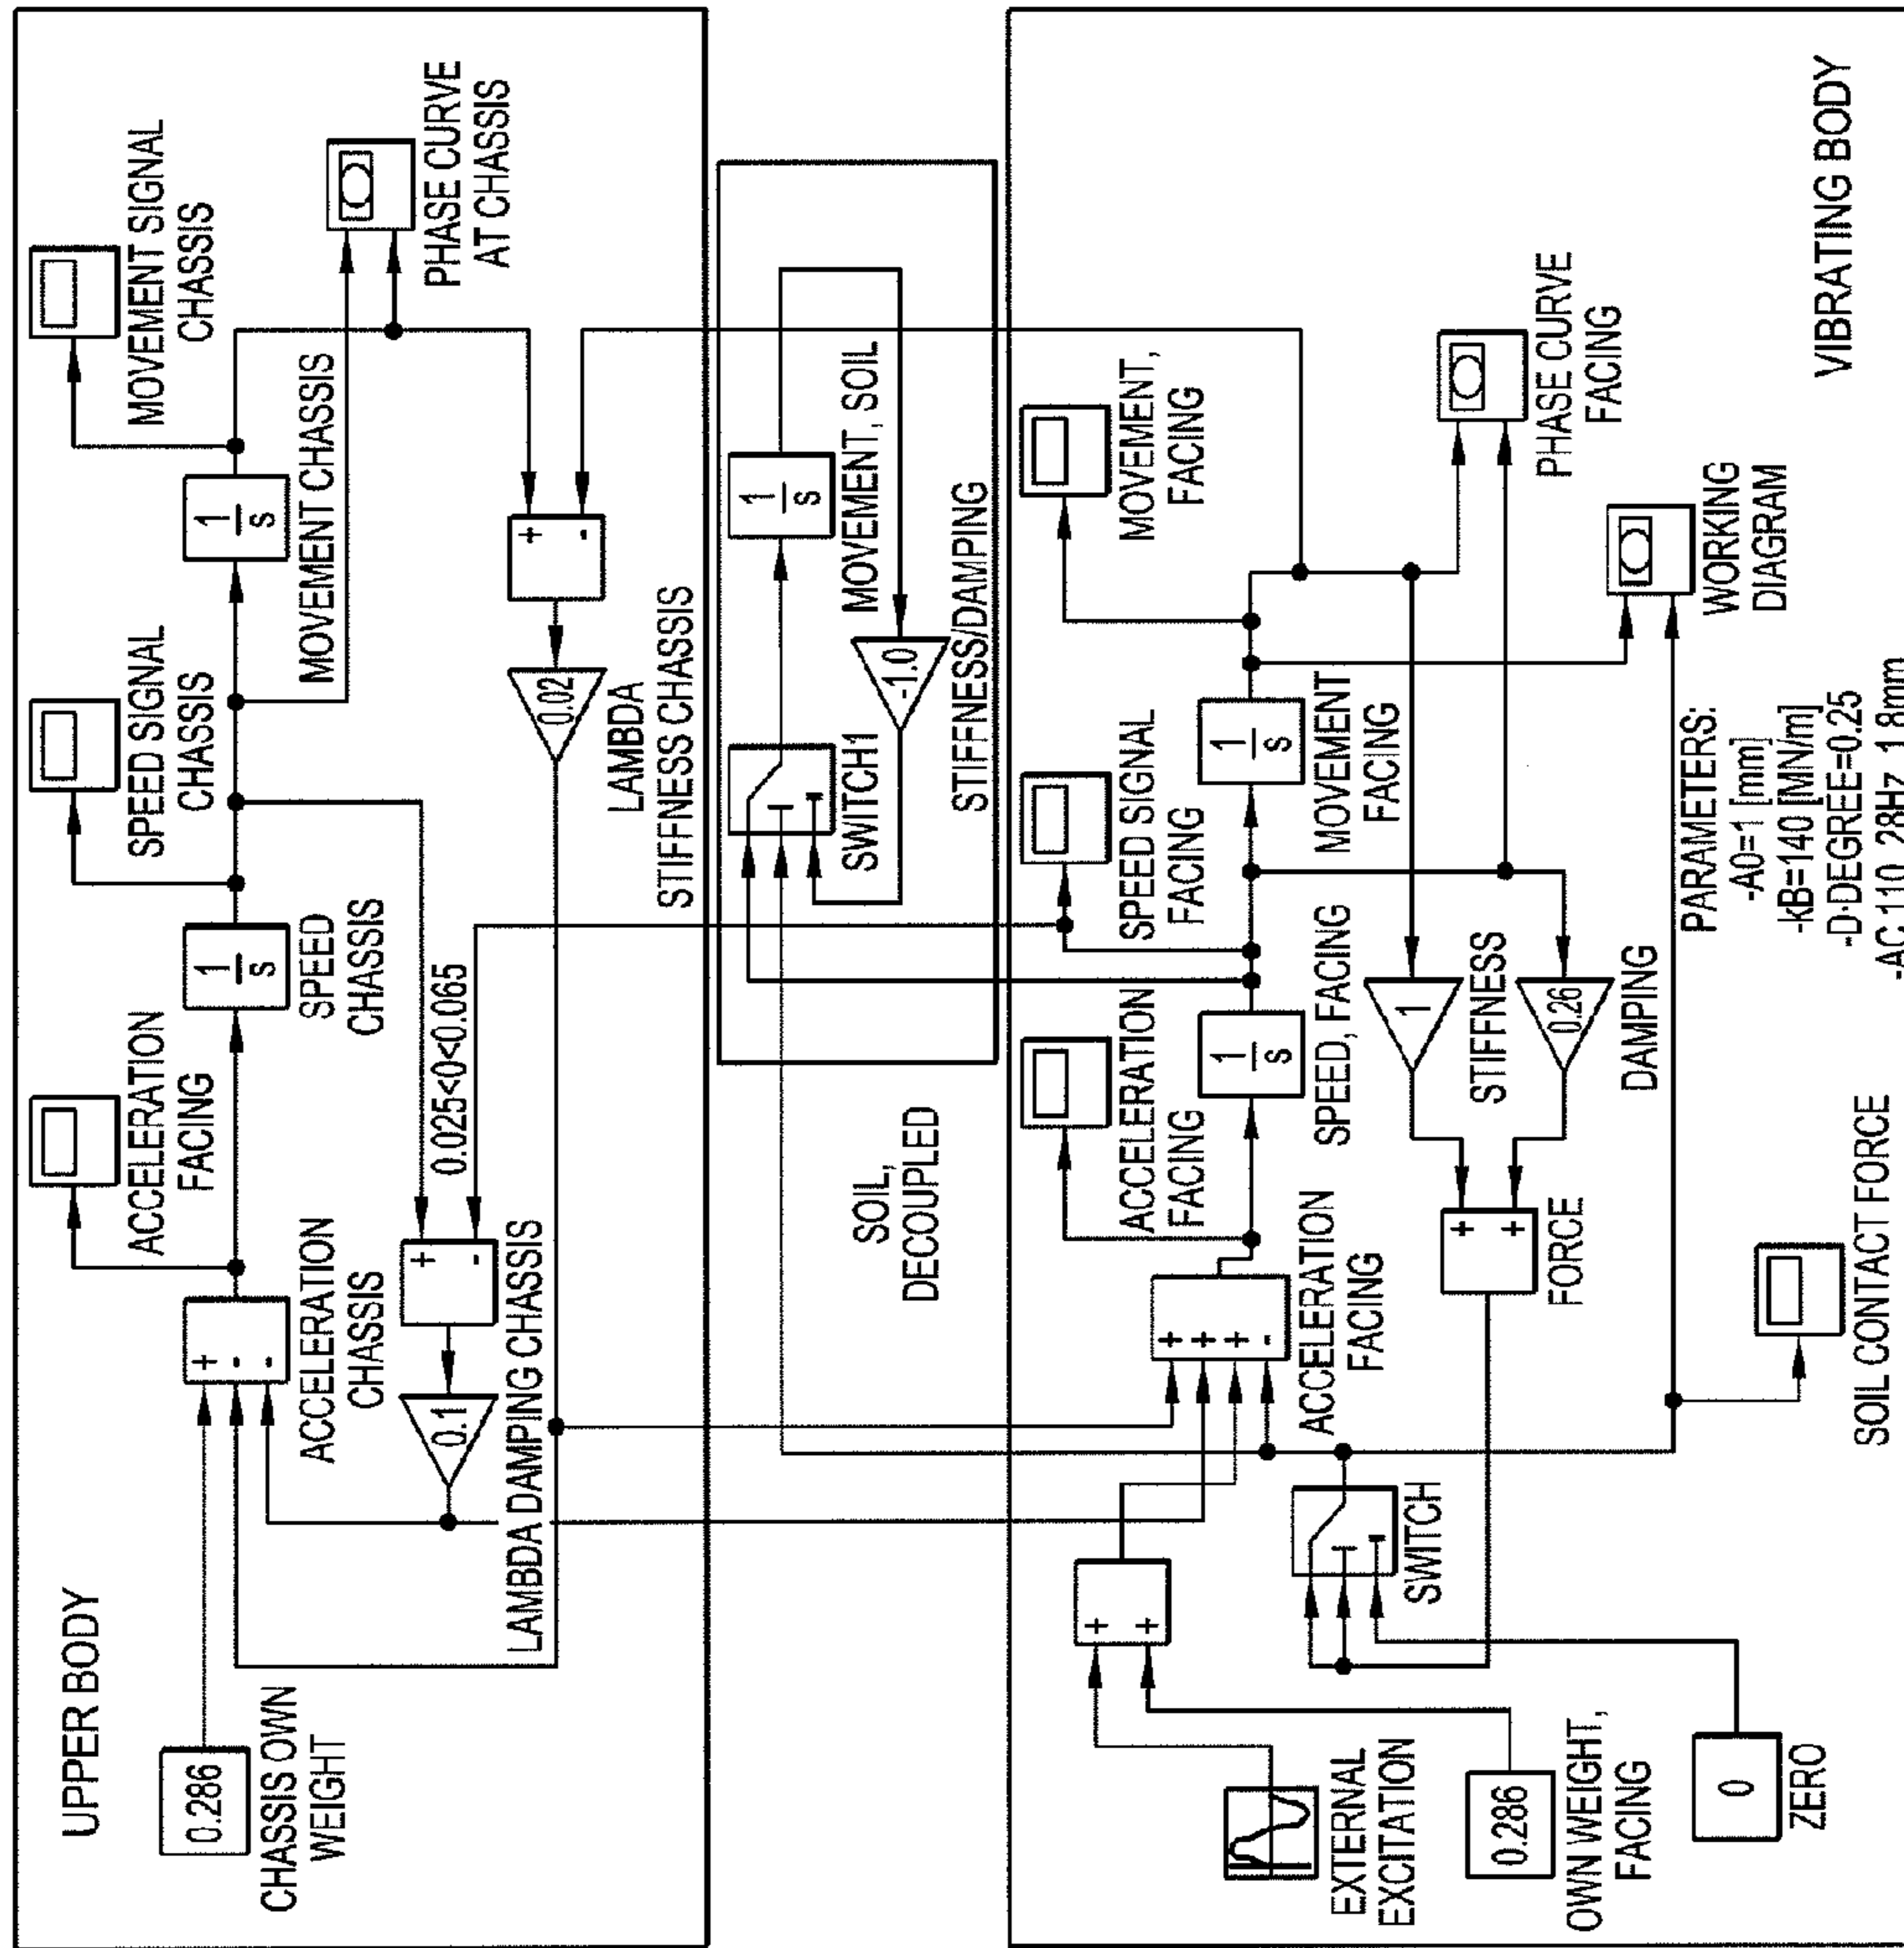 UPPER BODY
0.286
CHASSIS OWN
WEIGHT
+
-
-
ACCELERATION
CHASSIS
ACCELERATION
FACING
1
s
SPEED
CHASSIS
SPEED SIGNAL
CHASSIS
1
s
MOVEMENT CHASSIS
MOVEMENT SIGNAL
CHASSIS
PHASE CURVE
AT CHASSIS
0.1
+
-
0.025<0<0.065
LAMBDA DAMPING CHASSIS
0.02
+
-
LAMBDA
STIFFNESS CHASSIS
SOIL,
DECOUPLED
SWITCH1
1
s
MOVEMENT, SOIL
-1.0
STIFFNESS/DAMPING
EXTERNAL
EXCITATION
0.286
OWN WEIGHT,
FACING
0
ZERO
+
+
SWITCH
+
+
+
-
ACCELERATION
FACING
ACCELERATION
FACING
1
s
SPEED, FACING
SPEED SIGNAL
FACING
1
s
MOVEMENT
FACING
MOVEMENT,
FACING
+
+
FORCE
1
STIFFNESS
0.26
DAMPING
PHASE CURVE
FACING
WORKING
DIAGRAM
SOIL CONTACT FORCE
PARAMETERS:
-A0=1 [mm]
-kB=140 [MN/m]
-D-DEGREE=0.25
-AC 110 28Hz 1.8mm
VIBRATING BODY